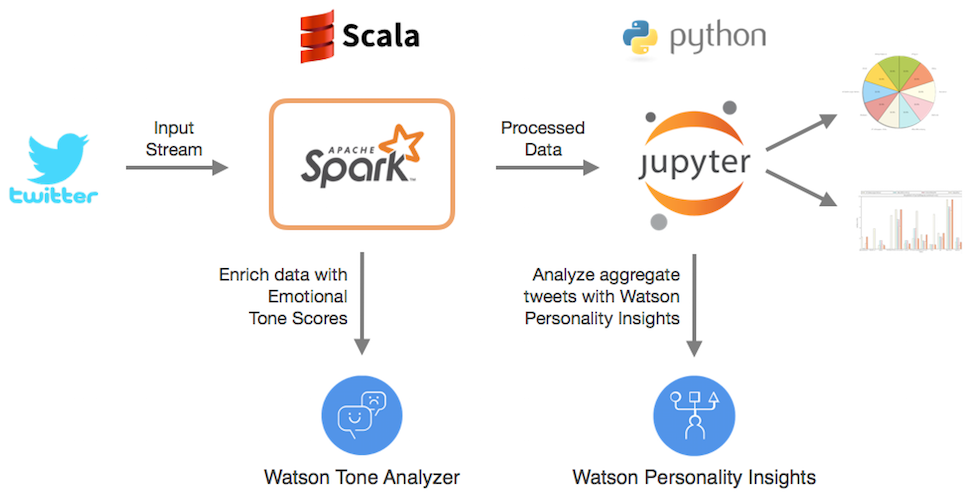 Scala
python
Input
Stream
twitter
APACHE
Spark™
Processed
Data
jupyter
Enrich data with
Emotional
Tone Scores
Analyze aggregate
tweets with Watson
Personality Insights
Watson Tone Analyzer
Watson Personality Insights